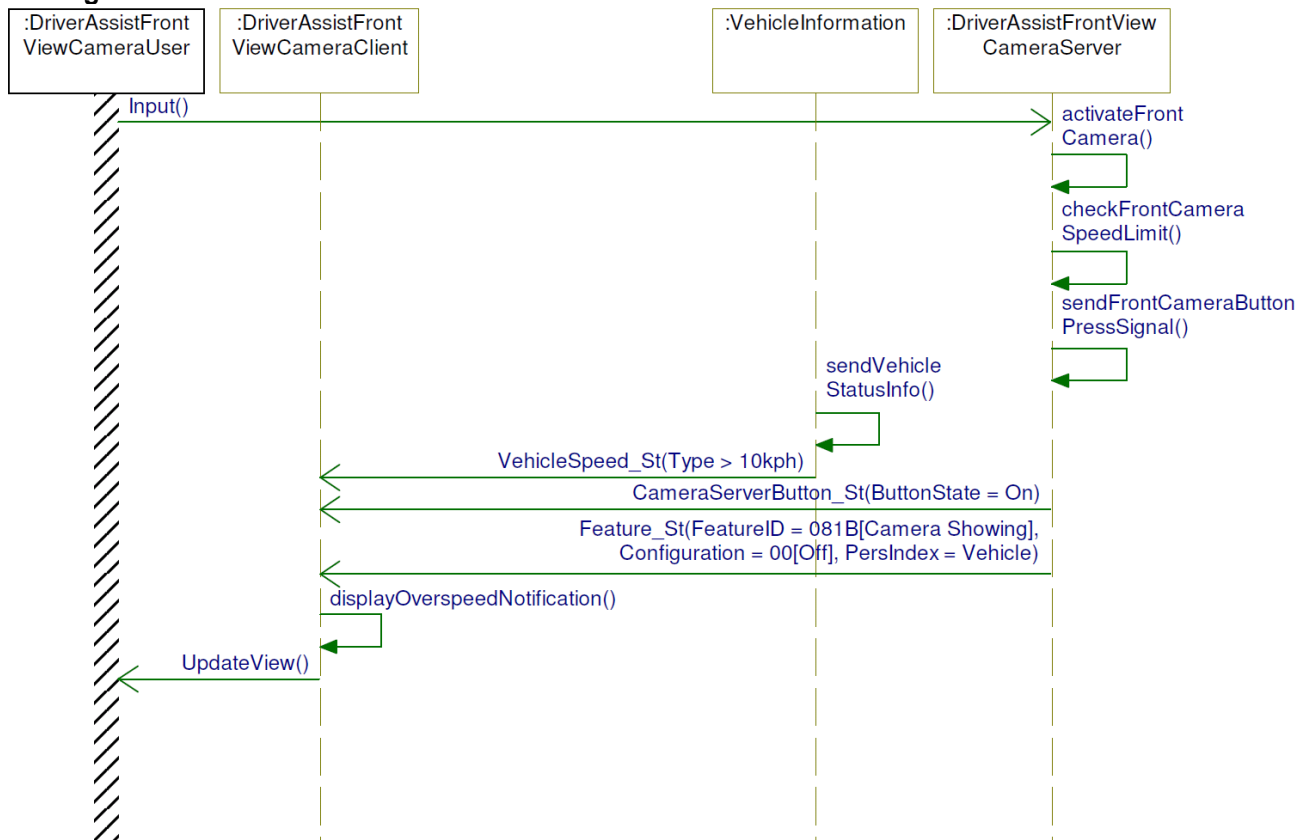 :DriverAssistFront
ViewCameraUser
:DriverAssistFront
ViewCameraClient
:VehicleInformation
:DriverAssistFrontView
CameraServer
Input()
activateFront
Camera()
checkFrontCamera
SpeedLimit()
sendFrontCameraButton
PressSignal()
sendVehicle
StatusInfo()
VehicleSpeed_St(Type > 10kph)
CameraServerButton_St(ButtonState = On)
Feature_St(FeatureID = 081B[Camera Showing],
Configuration = 00[Off], PersIndex = Vehicle)
displayOverspeedNotification()
UpdateView()